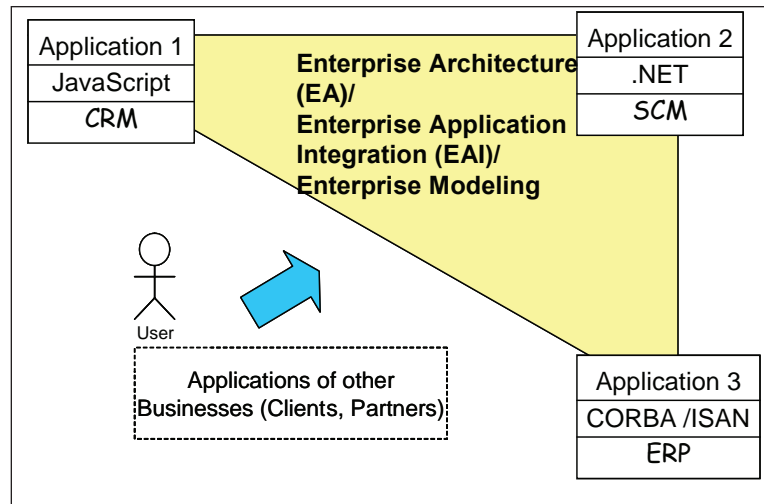 Application 1
JavaScript
CRM
Enterprise Architecture
(EA)/
Enterprise Application
Integration (EAI)/
Enterprise Modeling
Application 2
.NET
SCM
User
Applications of other
Businesses (Clients, Partners)
Application 3
CORBA /ISAN
ERP